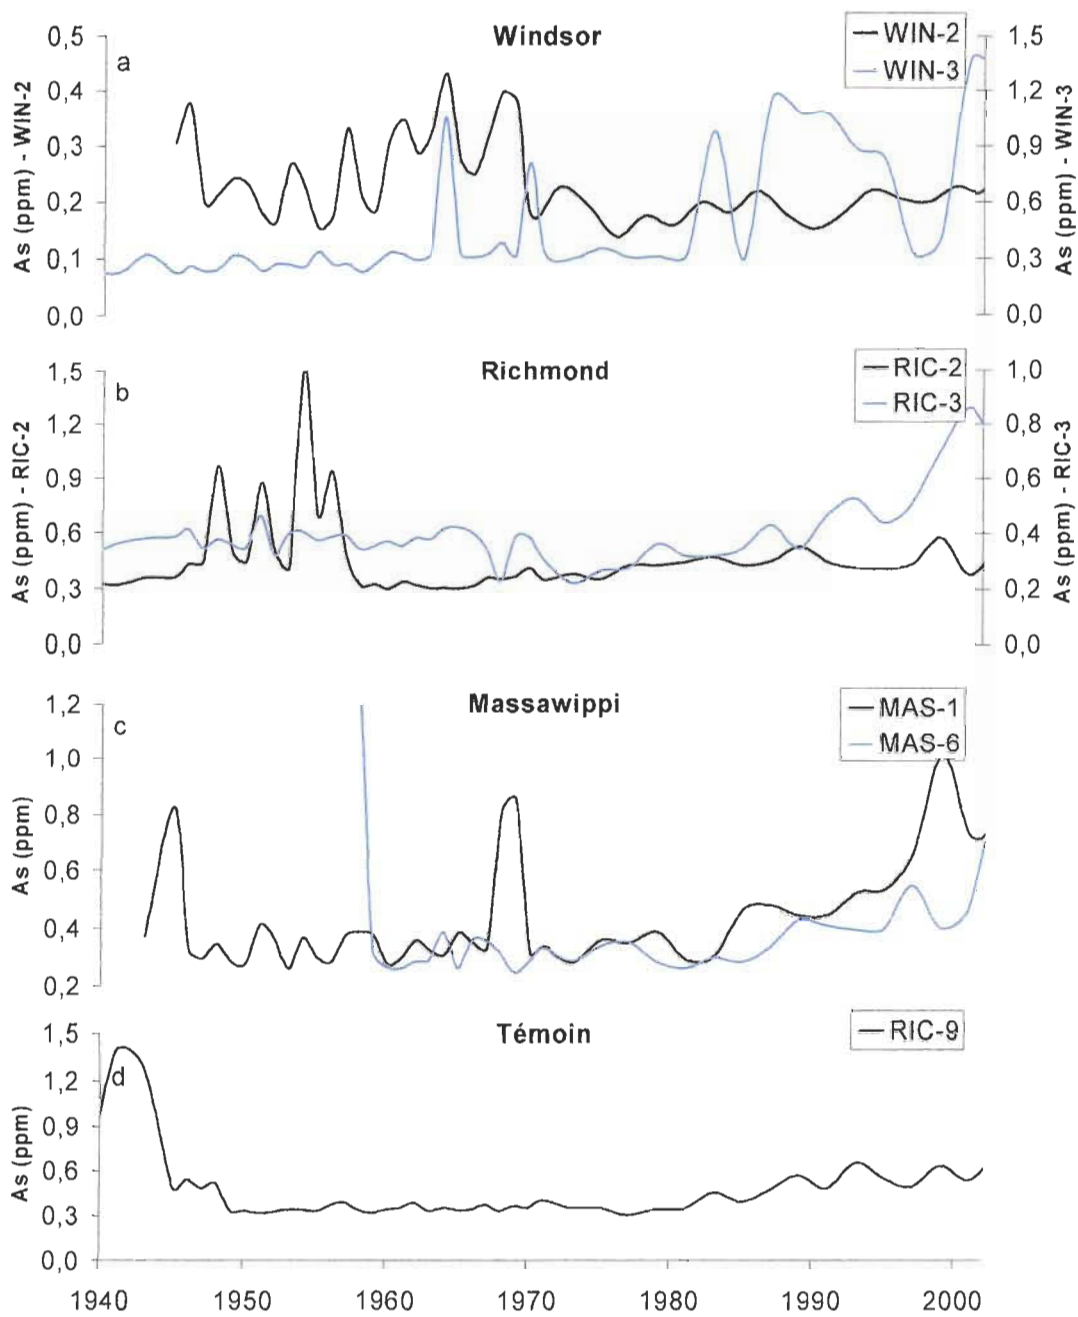 Windsor
a
WIN-2
WIN-3
As (ppm) - WIN-2
0,5
0,4
0,3
0,2
0,1
0,0
1,5
1,2
0,9
0,6
0,3
0,0
As (ppm) - WIN-3
Richmond
b
RIC-2
RIC-3
As (ppm) - RIC-2
1,5
1,2
0,9
0,6
0,3
0,0
1,0
0,8
0,6
0,4
0,2
0,0
As (ppm) - RIC-3
Massawippi
c
MAS-1
MAS-6
As (ppm)
1,2
1,0
0,8
0,6
0,4
0,2
Témoin
d
RIC-9
As (ppm)
1,5
1,2
0,9
0,6
0,3
0,0
1940 1950 1960 1970 1980 1990 2000